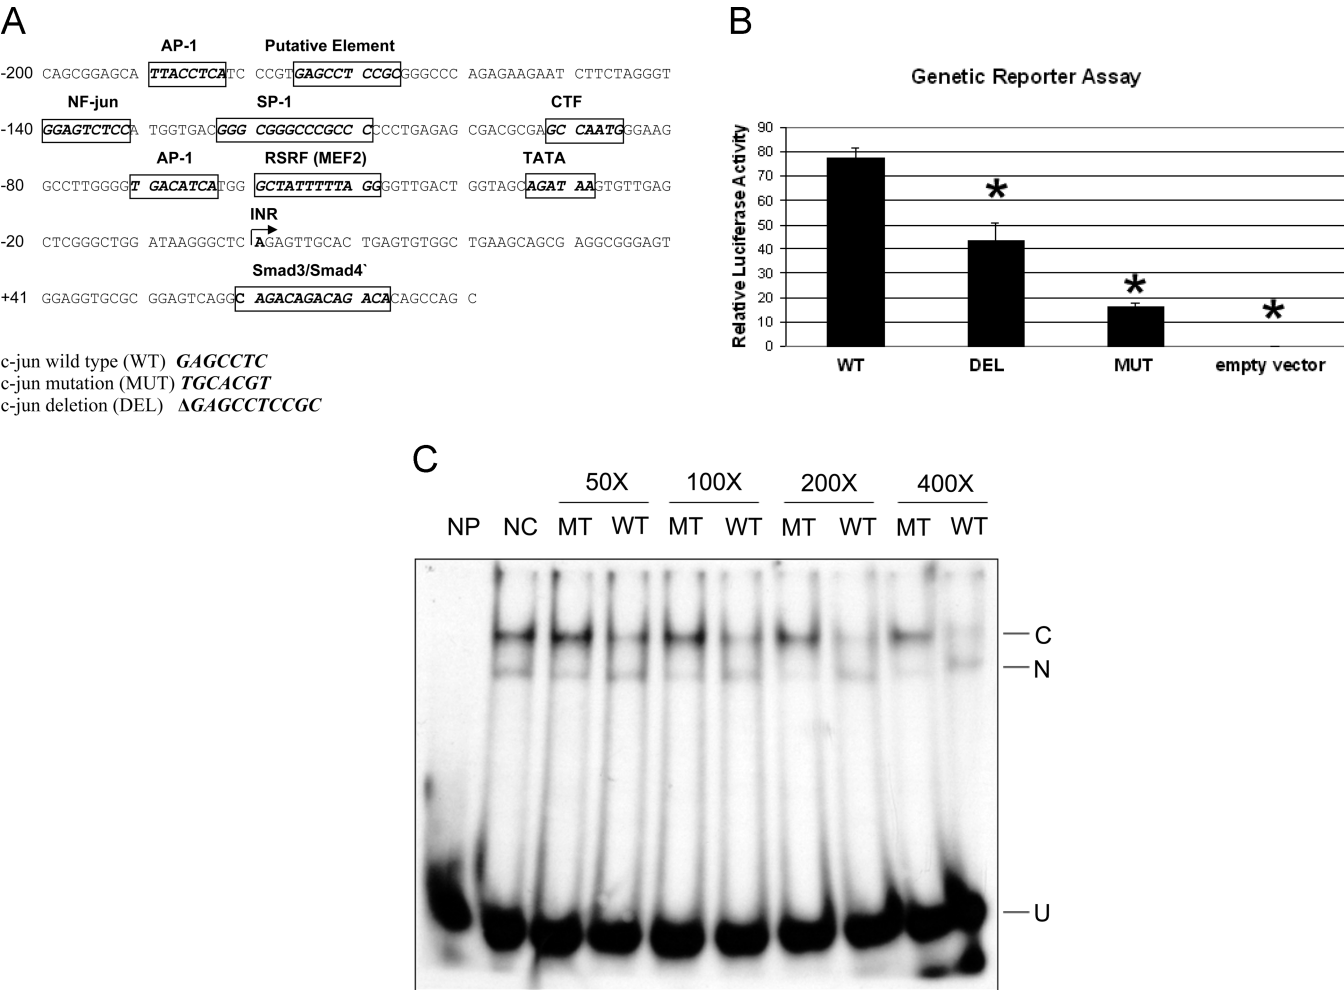 A
AP-1 Putative Element
-200 CAGCGGAGCA TTACCTCATC CCGTGAGCCT CCGCGGGCCC AGAGAAGAAT CTTCTAGGGT
NF-jun SP-1 CTF
-140 GGAGTCTCCA TGGTGACGGG CGGGCCCGCC CCCCTGAGAG CGACGCGAGC CAATGGGAAG
AP-1 RSRF (MEF2) TATA
-80 GCCTTGGGGT GACATCATGG GCTATTTTTA GGGGTTGACT GGTAGCAGAT AAGTGTTGAG
INR
-20 CTCGGGCTGG ATAAGGGCTC AGAGTTGCAC TGAGTGTGGC TGAAGCAGCG AGGCGGGAGT
Smad3/Smad4`
+41 GGAGGTGCGC GGAGTCAGGC AGACAGACAG ACACAGCCAG C
c-jun wild type (WT) GAGCCTC
c-jun mutation (MUT) TGCACGT
c-jun deletion (DEL) ΔGAGCCTCCGC
B
Genetic Reporter Assay
Relative Luciferase Activity
90
80
70
60
50
40
30
20
10
0
*
*
*
WT DEL MUT empty vector
C
50X 100X 200X 400X
NP NC MT WT MT WT MT WT MT WT
C
N
U